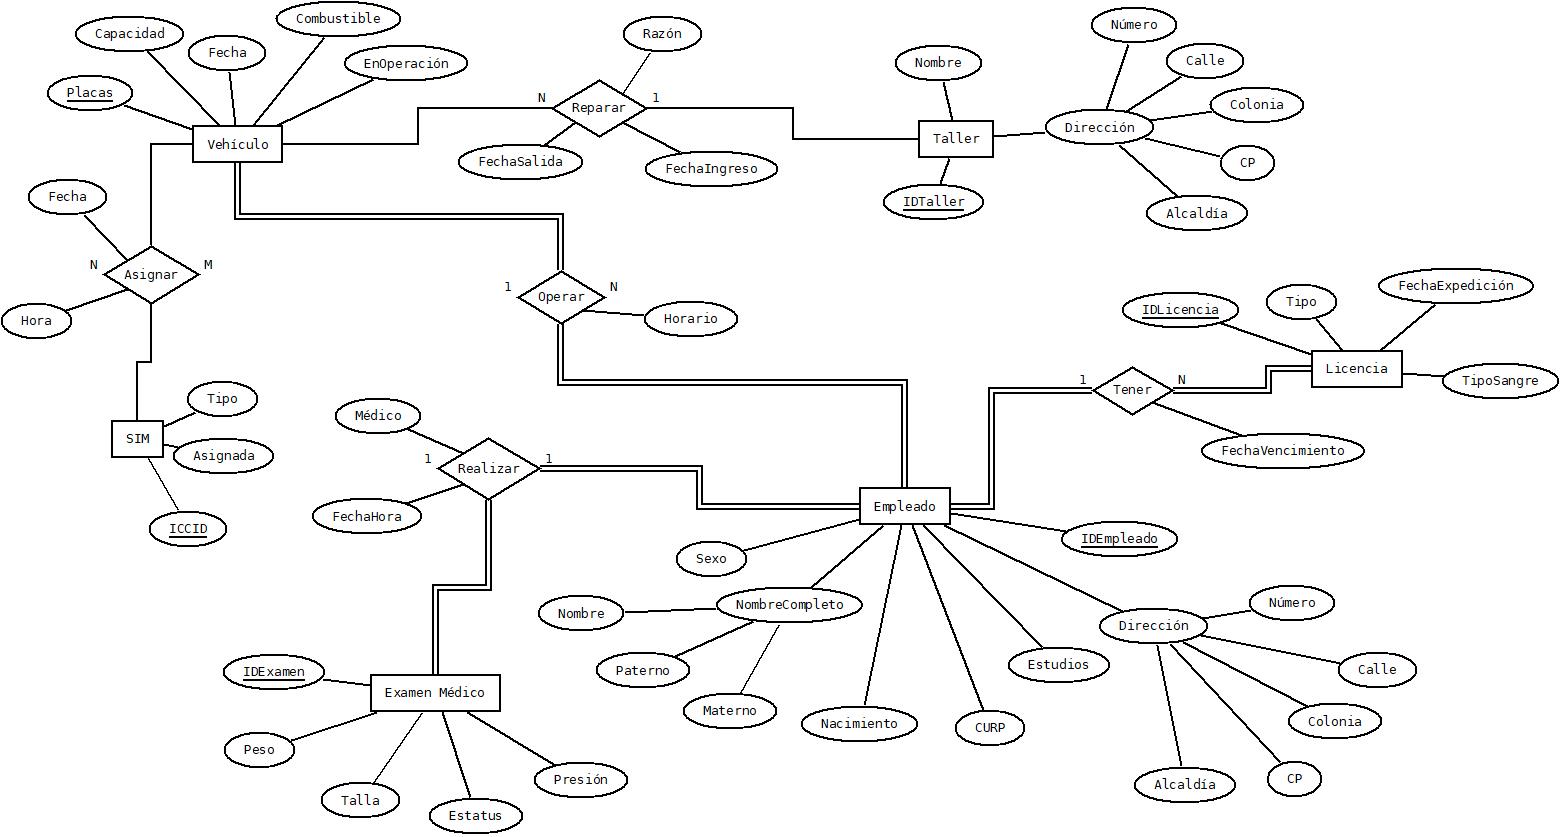 Combustible
Capacidad
Fecha
EnOperación
Placas
Vehículo
Razón
N
Reparar
1
FechaSalida
FechaIngreso
Nombre
Taller
IDTaller
Número
Calle
Colonia
Dirección
CP
Alcaldía
Fecha
N
Asignar
M
Hora
1
Operar
N
Horario
IDLicencia
Tipo
FechaExpedición
Licencia
TipoSangre
1
Tener
N
FechaVencimiento
Tipo
SIM
Asignada
ICCID
Médico
1
Realizar
1
FechaHora
Empleado
IDEmpleado
Sexo
NombreCompleto
Nombre
Paterno
Materno
Nacimiento
CURP
Estudios
Dirección
Número
Calle
Colonia
CP
Alcaldía
IDExamen
Examen Médico
Peso
Talla
Estatus
Presión